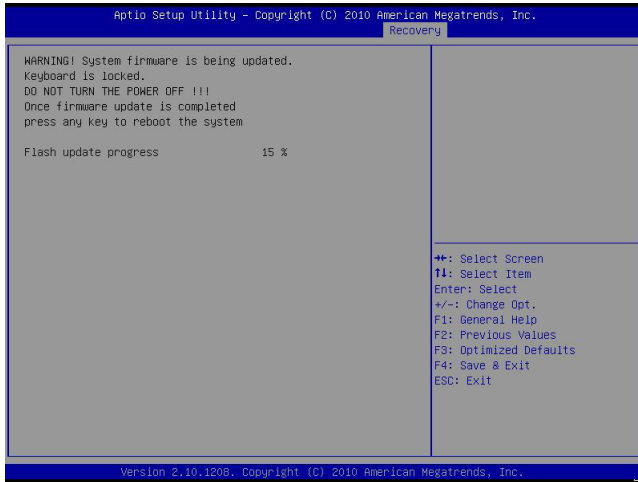 Aptio Setup Utility - Copyright (C) 2010 American Megatrends, Inc.
Recovery
WARNING! System firmware is being updated.
Keyboard is locked.
DO NOT TURN THE POWER OFF !!!
Once firmware update is completed
press any key to reboot the system
Flash update progress 15 %
→←: Select Screen
↑↓: Select Item
Enter: Select
+/-: Change Opt.
F1: General Help
F2: Previous Values
F3: Optimized Defaults
F4: Save & Exit
ESC: Exit
Version 2.10.1208. Copyright (C) 2010 American Megatrends, Inc.